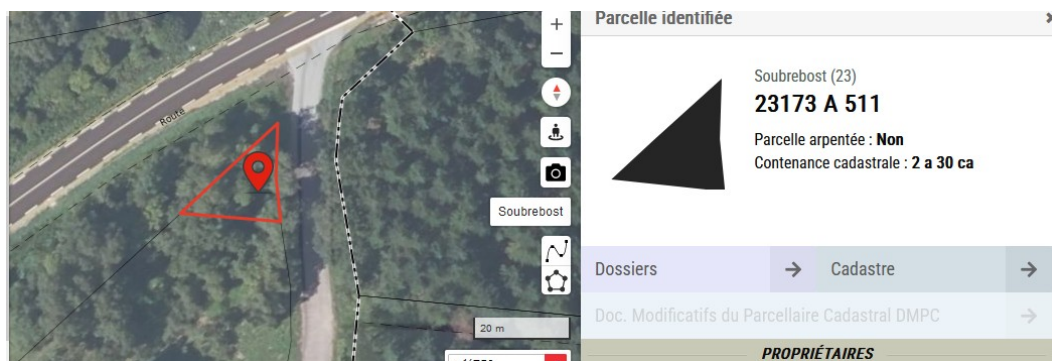 Route
+
−
Soubrebost
20 m
Parcelle identifiée
Soubrebost (23)
23173 A 511
Parcelle arpentée : Non
Contenance cadastrale : 2 a 30 ca
Dossiers → Cadastre →
Doc. Modificatifs du Parcellaire Cadastral DMPC →
PROPRIÉTAIRES